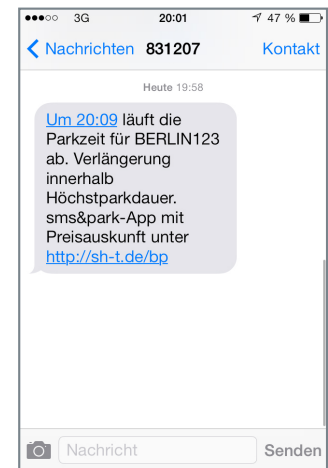 3G 20:01 47 %
Nachrichten 831207 Kontakt
Heute 19:58
Um 20:09 läuft die
Parkzeit für BERLIN123
ab. Verlängerung
innerhalb
Höchstparkdauer.
sms&park-App mit
Preisauskunft unter
http://sh-t.de/bp
Nachricht Senden